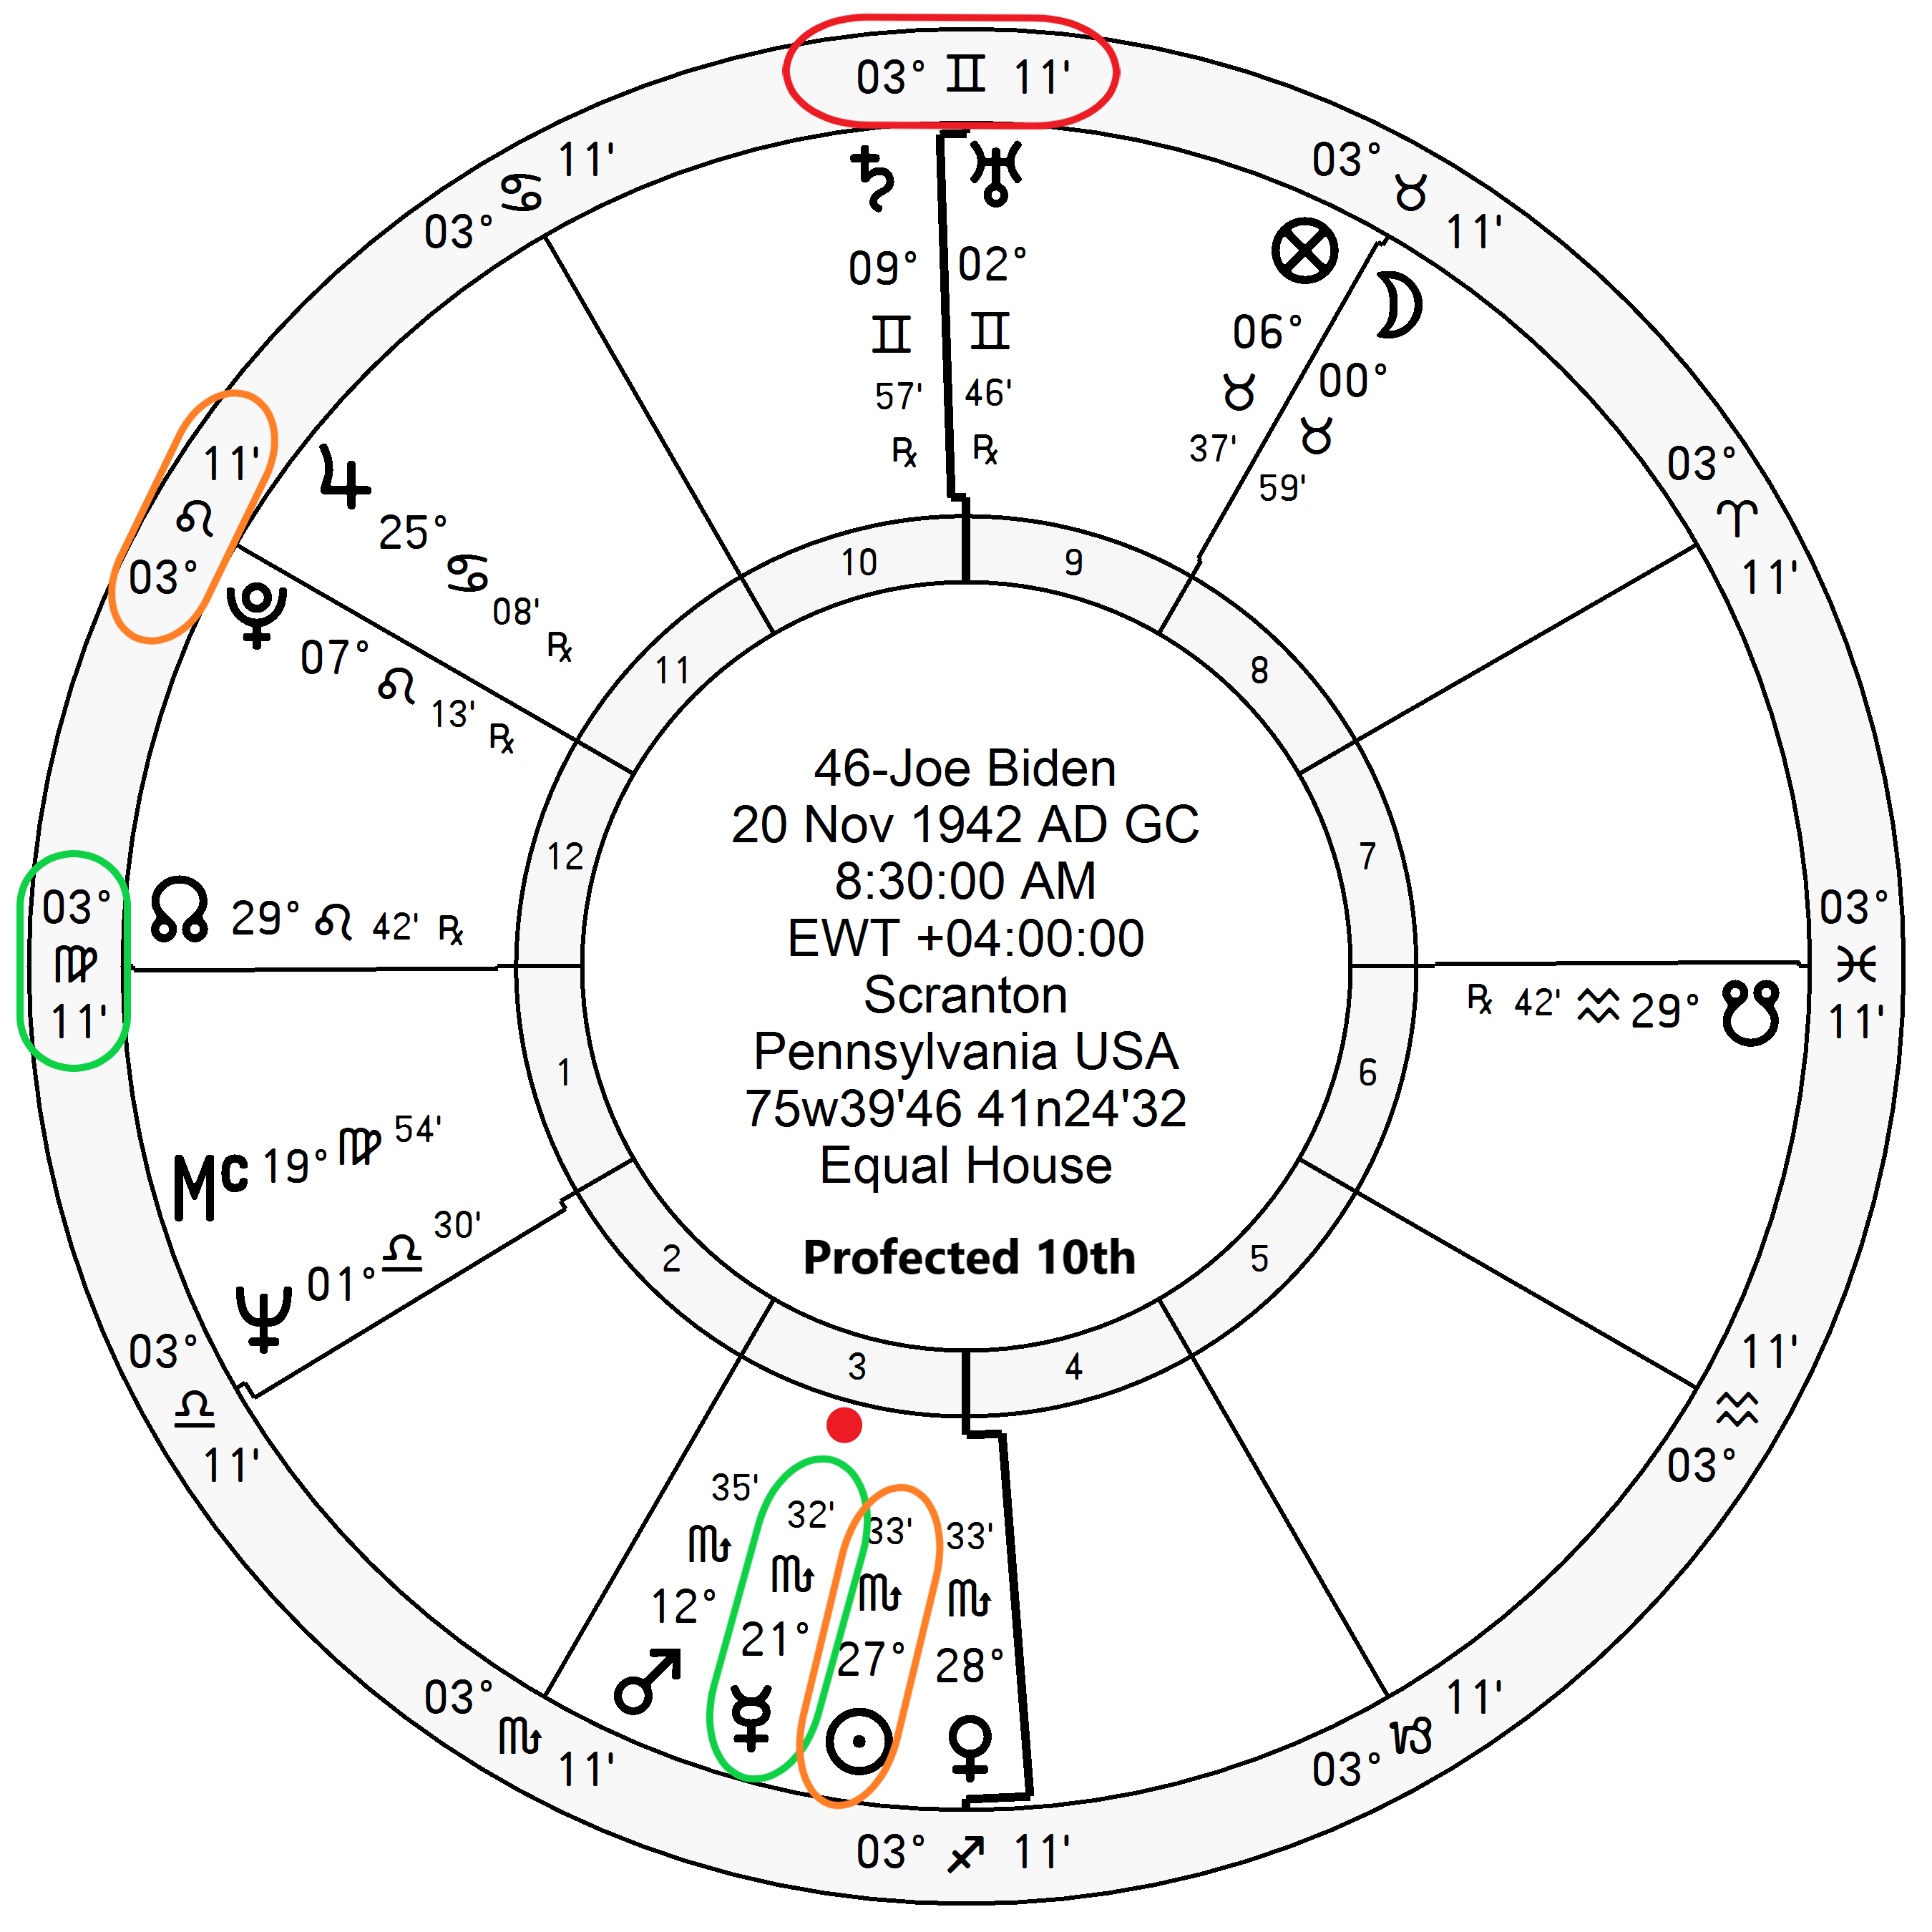 03° ♊ 11'
03° ♋ 11'
03° ♉ 11'
♄ 09° ♊ 57' ℞
♅ 02° ♊ 46' ℞
⊗ 06° ♉ 37'
☽ 00° ♉ 59'
03° ♌ 11'
♃ 25° ♋ 08' ℞
03° ♈ 11'
♇ 07° ♌ 13' ℞
10
9
11
8
12
7
03° ♍ 11'
☊ 29° ♌ 42' ℞
46-Joe Biden
20 Nov 1942 AD GC
8:30:00 AM
EWT +04:00:00
Scranton
Pennsylvania USA
75w39'46 41n24'32
Equal House
Profected 10th
03° ♓ 11'
℞ 42' ♒ 29° ☋
1
6
Mc 19° ♍ 54'
♆ 01° ♎ 30'
2
5
3
4
03° ♎ 11'
11' ♒ 03°
35' ♏ 12° ♂
32' ♏ 21° ☿
33' ♏ 27° ☉
33' ♏ 28° ♀
03° ♏ 11'
03° ♑ 11'
03° ♐ 11'